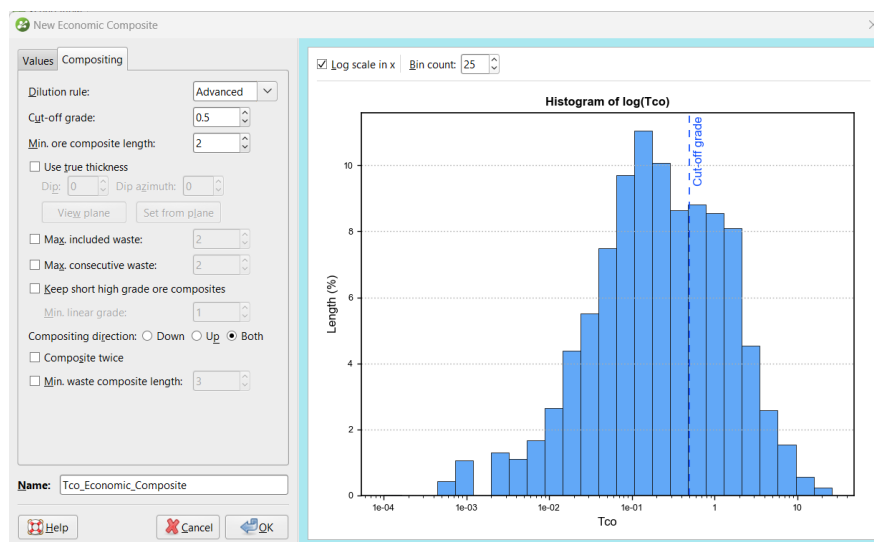 New Economic Composite
Values Compositing
Dilution rule: Advanced
Cut-off grade: 0.5
Min. ore composite length: 2
Use true thickness
Dip: 0 Dip azimuth: 0
View plane Set from plane
Max. included waste: 2
Max. consecutive waste: 2
Keep short high grade ore composites
Min. linear grade: 1
Compositing direction: Down Up Both
Composite twice
Min. waste composite length: 3
Name: Tco_Economic_Composite
Help Cancel OK
Log scale in x Bin count: 25
Histogram of log(Tco)
Cut-off grade
Length (%)
10
8
6
4
2
0
1e-04 1e-03 1e-02 1e-01 1 10
Tco